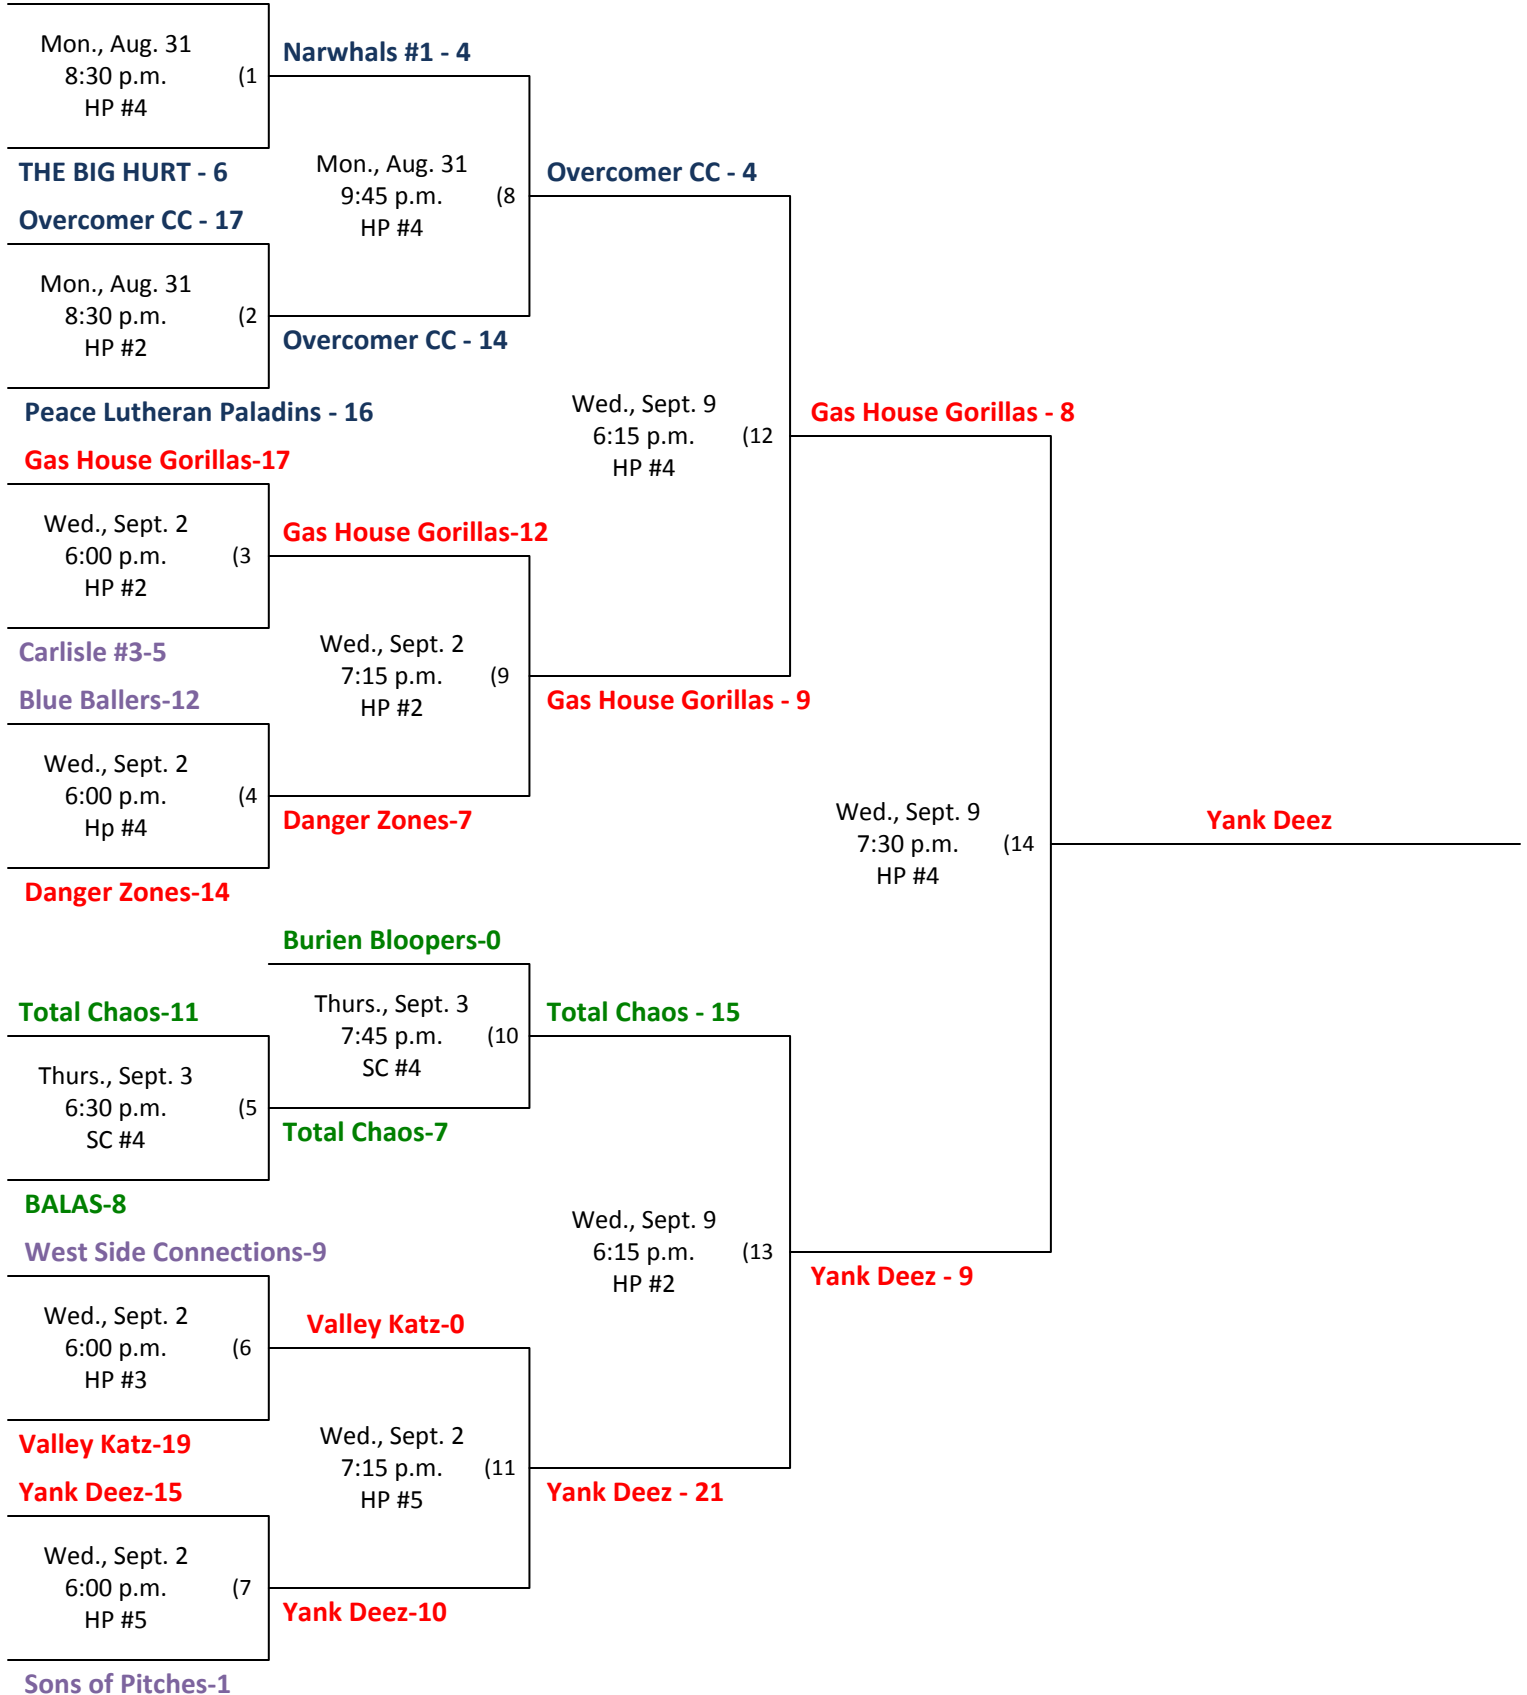 Mon., Aug. 31
8:30 p.m.
(1
HP #4
Narwhals #1 - 4
THE BIG HURT - 6
Mon., Aug. 31
9:45 p.m.
(8
HP #4
Overcomer CC - 4
Overcomer CC - 17
Mon., Aug. 31
8:30 p.m.
(2
HP #2
Overcomer CC - 14
Peace Lutheran Paladins - 16
Wed., Sept. 9
6:15 p.m.
(12
HP #4
Gas House Gorillas - 8
Gas House Gorillas-17
Wed., Sept. 2
6:00 p.m.
(3
HP #2
Gas House Gorillas-12
Carlisle #3-5
Wed., Sept. 2
7:15 p.m.
(9
HP #2
Gas House Gorillas - 9
Blue Ballers-12
Wed., Sept. 2
6:00 p.m.
(4
Hp #4
Danger Zones-7
Danger Zones-14
Wed., Sept. 9
7:30 p.m.
(14
HP #4
Yank Deez
Burien Bloopers-0
Total Chaos-11
Thurs., Sept. 3
7:45 p.m.
(10
SC #4
Total Chaos - 15
Thurs., Sept. 3
6:30 p.m.
(5
SC #4
Total Chaos-7
BALAS-8
Wed., Sept. 9
6:15 p.m.
(13
HP #2
Yank Deez - 9
West Side Connections-9
Wed., Sept. 2
6:00 p.m.
(6
HP #3
Valley Katz-0
Valley Katz-19
Wed., Sept. 2
7:15 p.m.
(11
HP #5
Yank Deez - 21
Yank Deez-15
Wed., Sept. 2
6:00 p.m.
(7
HP #5
Yank Deez-10
Sons of Pitches-1